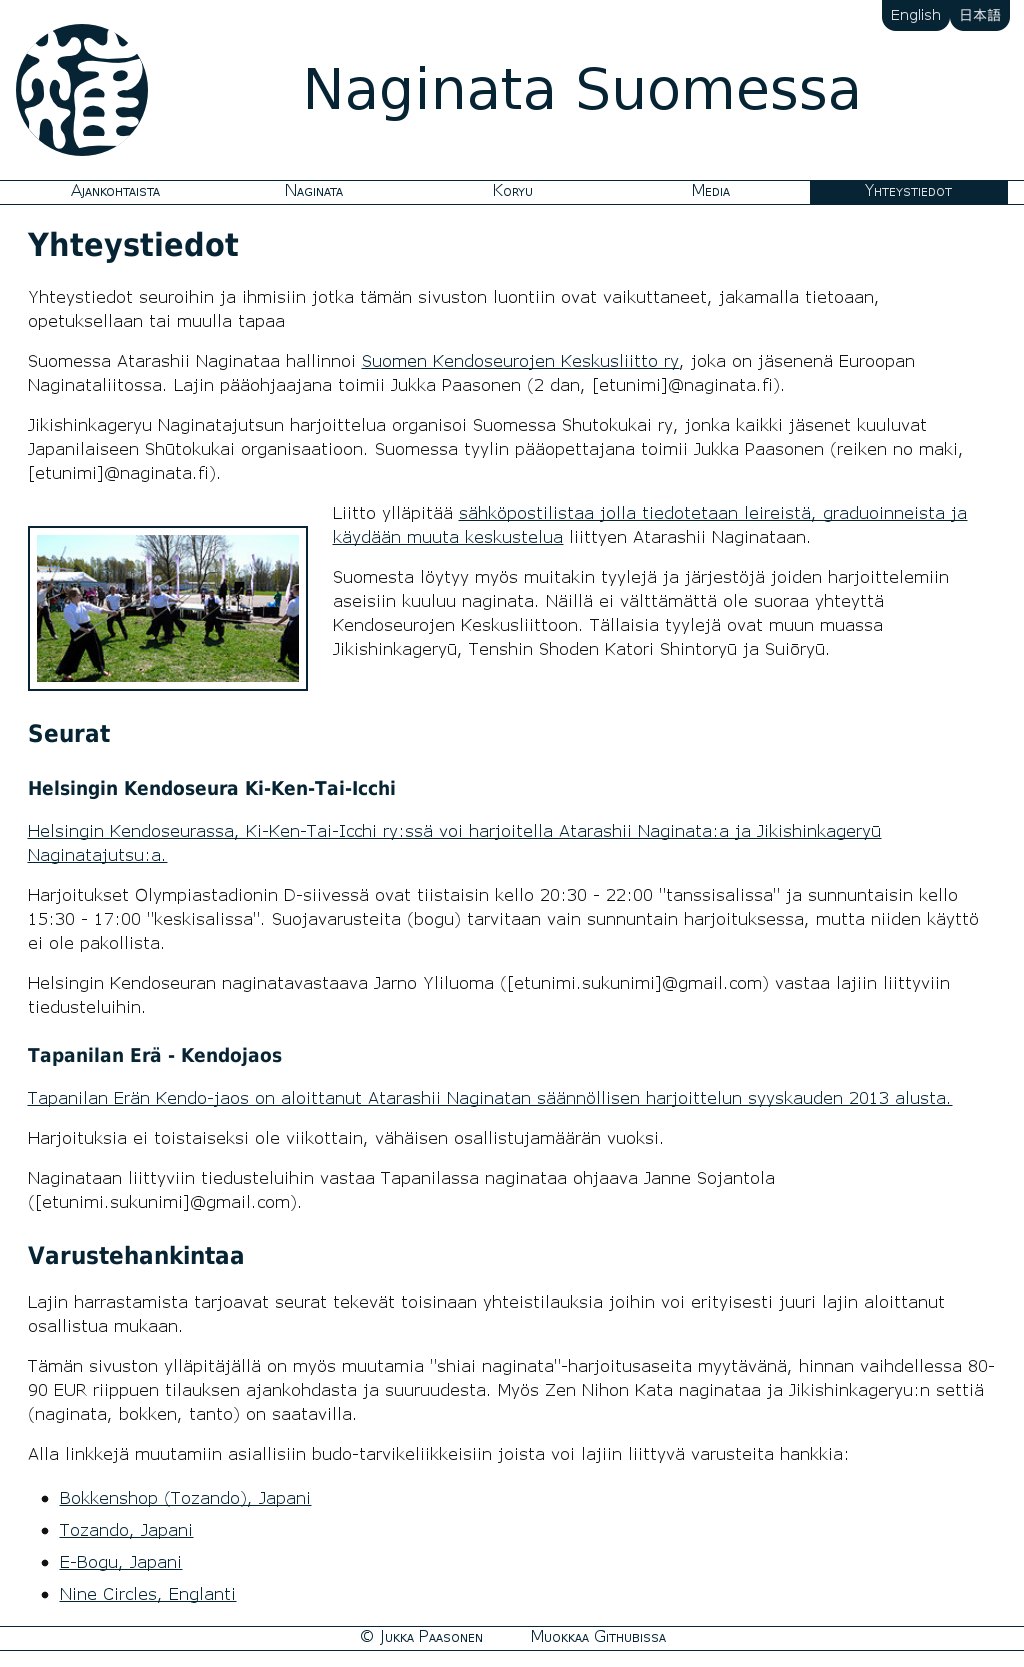 English 日本語
Naginata Suomessa
Ajankohtaista Naginata Koryu Media Yhteystiedot
Yhteystiedot
Yhteystiedot seuroihin ja ihmisiin jotka tämän sivuston luontiin ovat vaikuttaneet, jakamalla tietoaan,
opetuksellaan tai muulla tapaa
Suomessa Atarashii Naginataa hallinnoi Suomen Kendoseurojen Keskusliitto ry, joka on jäsenenä Euroopan
Naginataliitossa. Lajin pääohjaajana toimii Jukka Paasonen (2 dan, [etunimi]@naginata.fi).
Jikishinkageryu Naginatajutsun harjoittelua organisoi Suomessa Shutokukai ry, jonka kaikki jäsenet kuuluvat
Japanilaiseen Shūtokukai organisaatioon. Suomessa tyylin pääopettajana toimii Jukka Paasonen (reiken no maki,
[etunimi]@naginata.fi).
Liitto ylläpitää sähköpostilistaa jolla tiedotetaan leireistä, graduoinneista ja
käydään muuta keskustelua liittyen Atarashii Naginataan.
Suomesta löytyy myös muitakin tyylejä ja järjestöjä joiden harjoittelemiin
aseisiin kuuluu naginata. Näillä ei välttämättä ole suoraa yhteyttä
Kendoseurojen Keskusliittoon. Tällaisia tyylejä ovat muun muassa
Jikishinkageryū, Tenshin Shoden Katori Shintoryū ja Suiōryū.
Seurat
Helsingin Kendoseura Ki-Ken-Tai-Icchi
Helsingin Kendoseurassa, Ki-Ken-Tai-Icchi ry:ssä voi harjoitella Atarashii Naginata:a ja Jikishinkageryū
Naginatajutsu:a.
Harjoitukset Olympiastadionin D-siivessä ovat tiistaisin kello 20:30 - 22:00 "tanssisalissa" ja sunnuntaisin kello
15:30 - 17:00 "keskisalissa". Suojavarusteita (bogu) tarvitaan vain sunnuntain harjoituksessa, mutta niiden käyttö
ei ole pakollista.
Helsingin Kendoseuran naginatavastaava Jarno Yliluoma ([etunimi.sukunimi]@gmail.com) vastaa lajiin liittyviin
tiedusteluihin.
Tapanilan Erä - Kendojaos
Tapanilan Erän Kendo-jaos on aloittanut Atarashii Naginatan säännöllisen harjoittelun syyskauden 2013 alusta.
Harjoituksia ei toistaiseksi ole viikottain, vähäisen osallistujamäärän vuoksi.
Naginataan liittyviin tiedusteluihin vastaa Tapanilassa naginataa ohjaava Janne Sojantola
([etunimi.sukunimi]@gmail.com).
Varustehankintaa
Lajin harrastamista tarjoavat seurat tekevät toisinaan yhteistilauksia joihin voi erityisesti juuri lajin aloittanut
osallistua mukaan.
Tämän sivuston ylläpitäjällä on myös muutamia "shiai naginata"-harjoitusaseita myytävänä, hinnan vaihdellessa 80-
90 EUR riippuen tilauksen ajankohdasta ja suuruudesta. Myös Zen Nihon Kata naginataa ja Jikishinkageryu:n settiä
(naginata, bokken, tanto) on saatavilla.
Alla linkkejä muutamiin asiallisiin budo-tarvikeliikkeisiin joista voi lajiin liittyvä varusteita hankkia:
Bokkenshop (Tozando), Japani
Tozando, Japani
E-Bogu, Japani
Nine Circles, Englanti
© Jukka Paasonen Muokkaa Githubissa